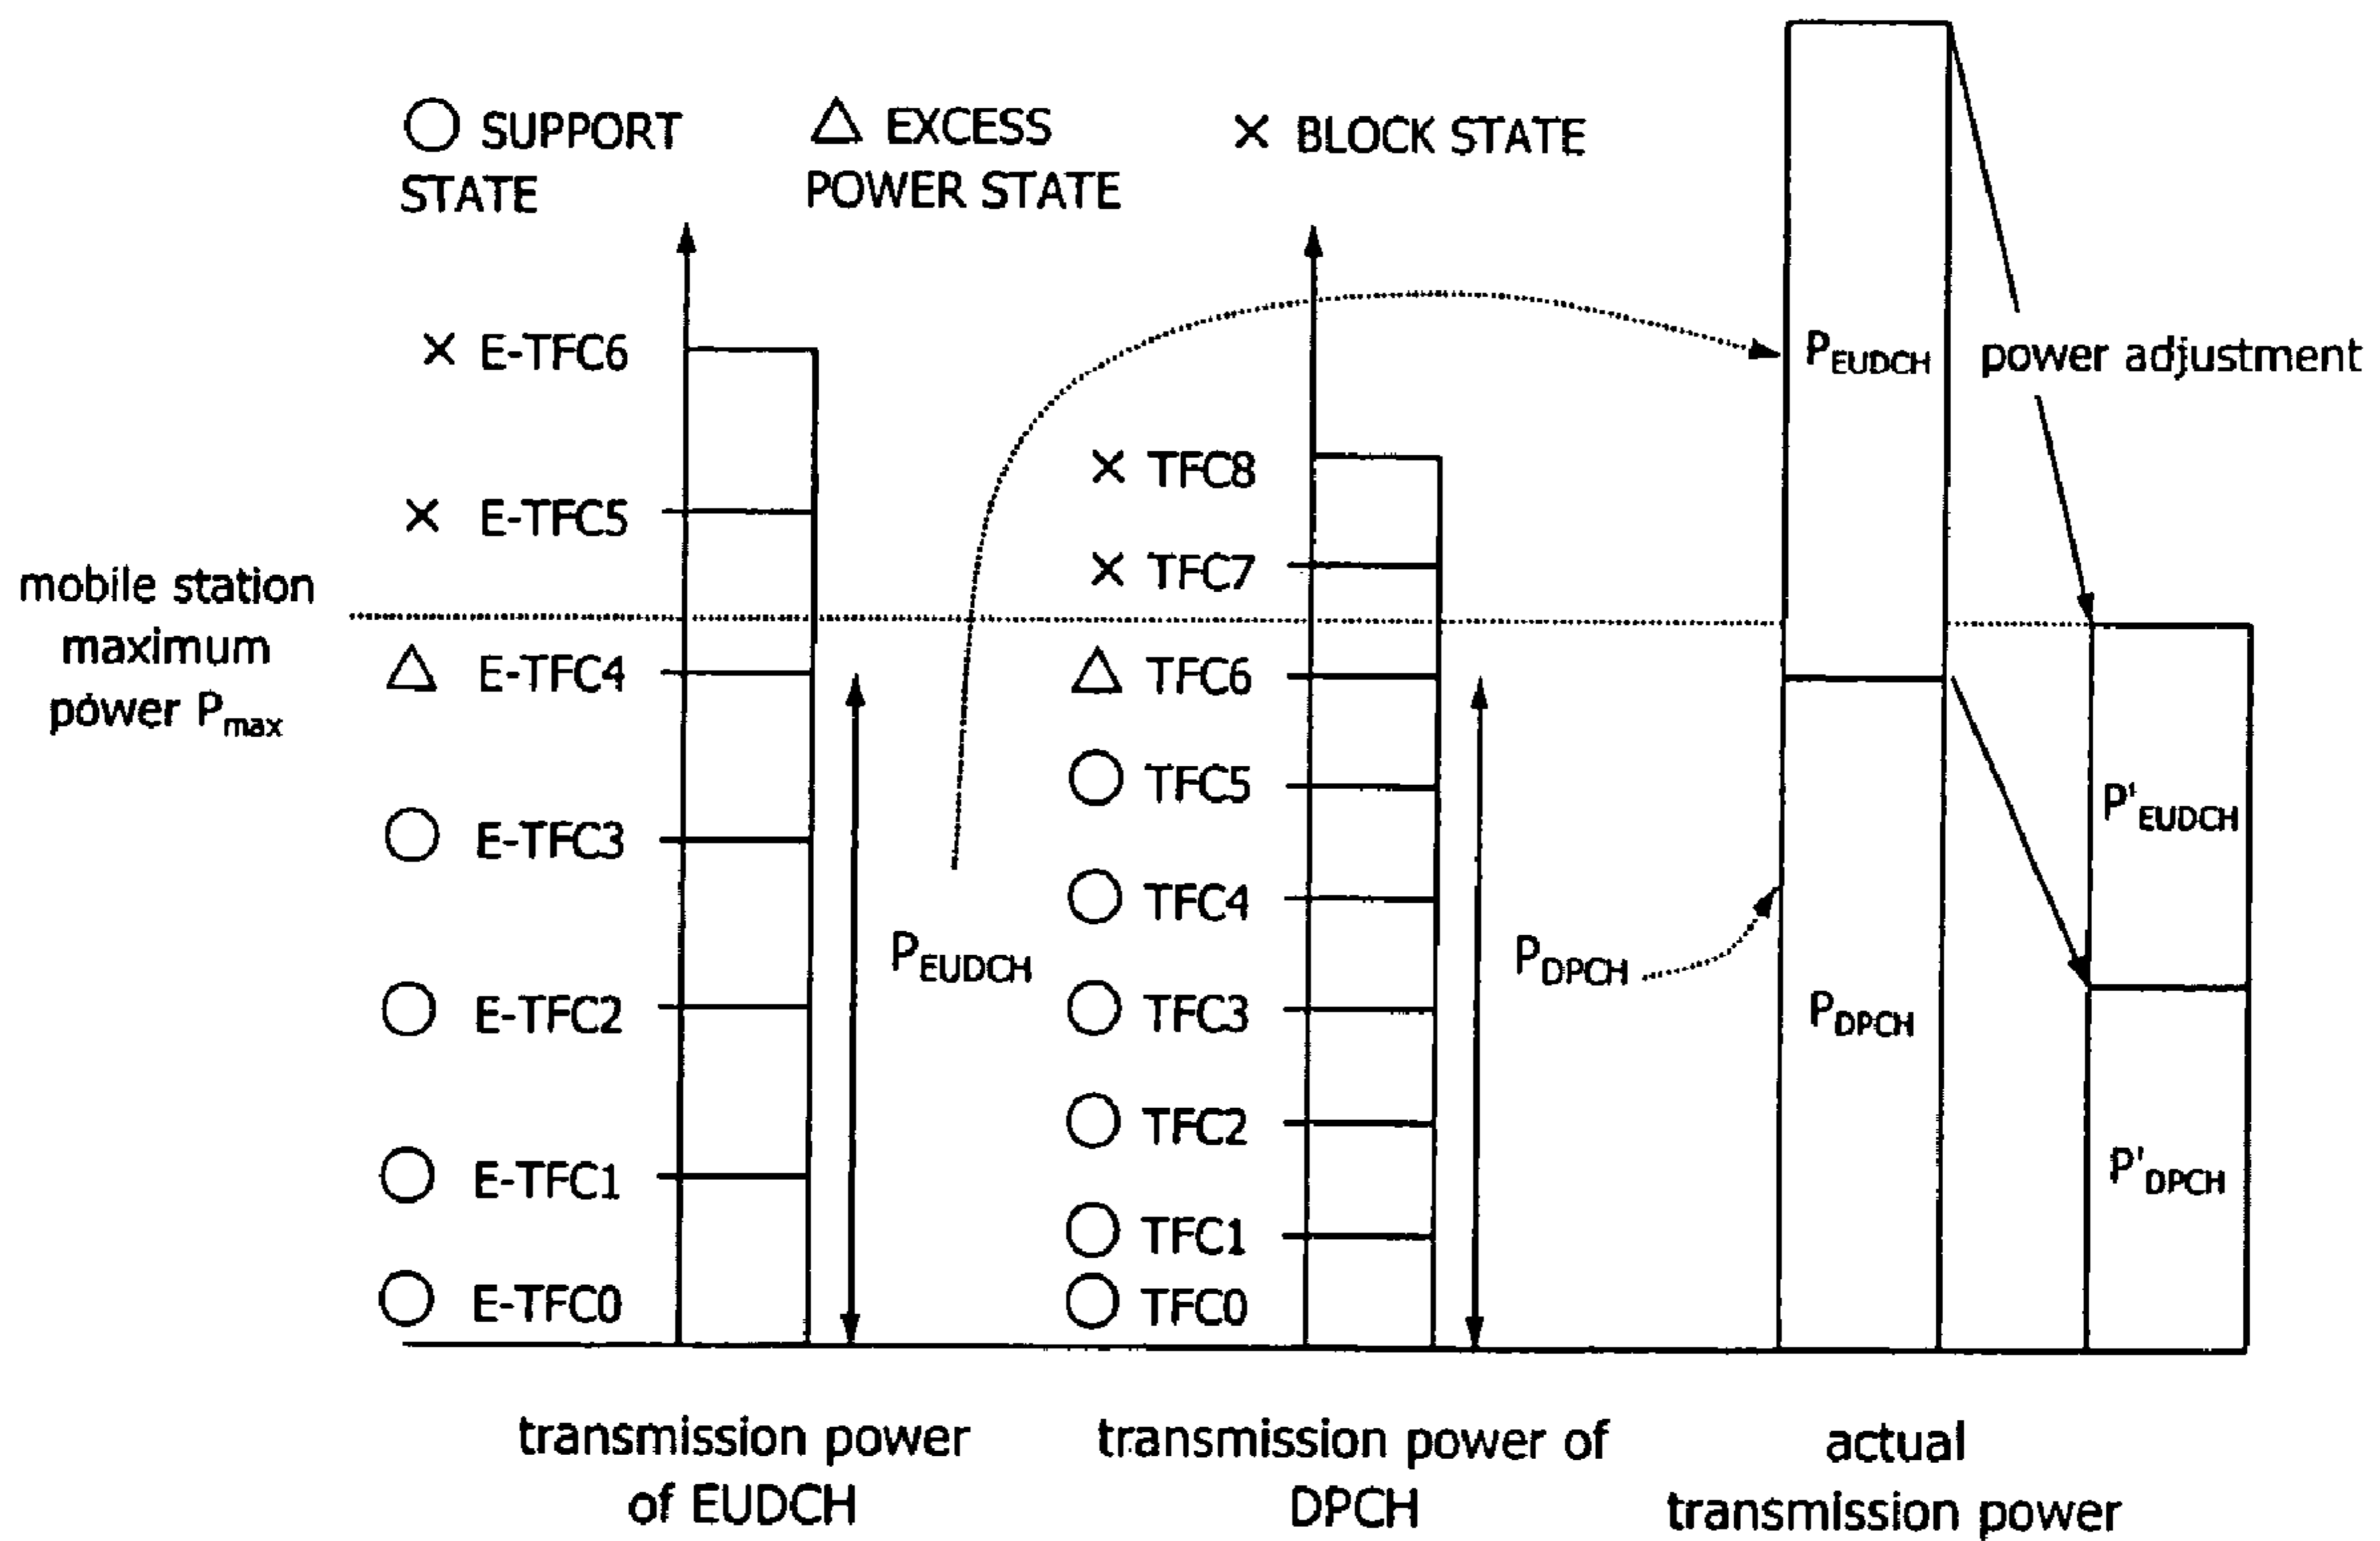 ○ SUPPORT STATE
△ EXCESS POWER STATE
× BLOCK STATE
mobile station
maximum
power Pmax
× E-TFC6
× E-TFC5
△ E-TFC4
○ E-TFC3
○ E-TFC2
○ E-TFC1
○ E-TFC0
PEUDCH
× TFC8
× TFC7
△ TFC6
○ TFC5
○ TFC4
○ TFC3
○ TFC2
○ TFC1
○ TFC0
PDPCH
PEUDCH
PDPCH
power adjustment
P'EUDCH
P'DPCH
transmission power
of EUDCH
transmission power of
DPCH
actual
transmission power